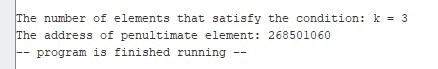 The number of elements that satisfy the condition: k = 3
The address of penultimate element: 268501060
-- program is finished running --